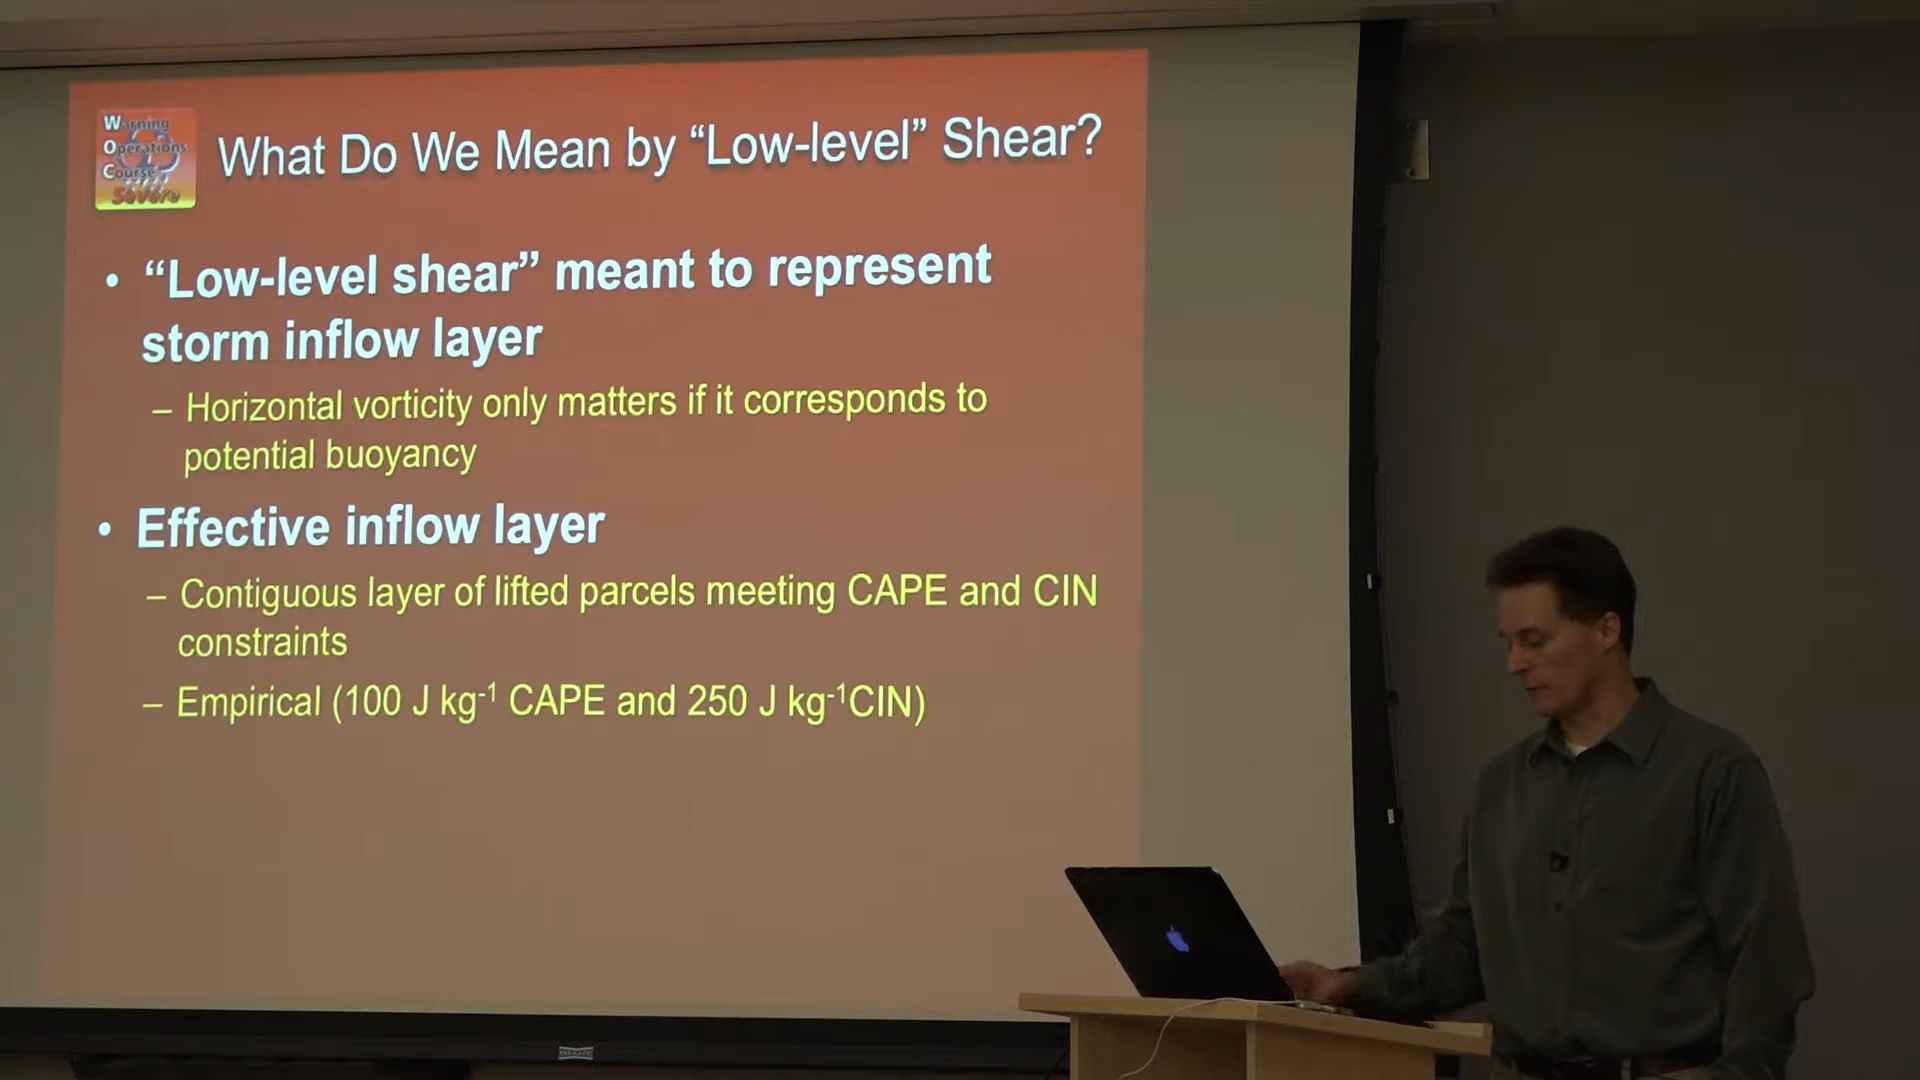 Warning
Operations
Course
Severe
What Do We Mean by “Low-level” Shear?
• “Low-level shear” meant to represent
storm inflow layer
– Horizontal vorticity only matters if it corresponds to
potential buoyancy
• Effective inflow layer
– Contiguous layer of lifted parcels meeting CAPE and CIN
constraints
– Empirical (100 J kg⁻¹ CAPE and 250 J kg⁻¹CIN)